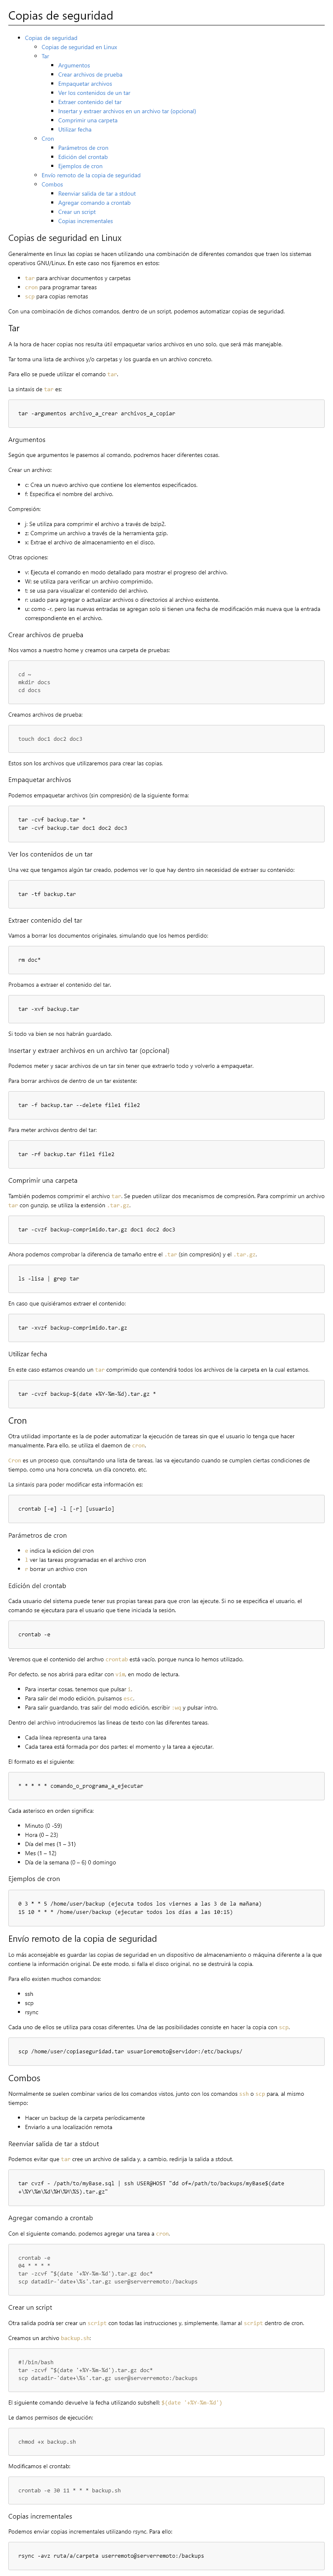 Copias de seguridad
Copias de seguridad
Copias de seguridad en Linux
Tar
Argumentos
Crear archivos de prueba
Empaquetar archivos
Ver los contenidos de un tar
Extraer contenido del tar
Insertar y extraer archivos en un archivo tar (opcional)
Comprimir una carpeta
Utilizar fecha
Cron
Parámetros de cron
Edición del crontab
Ejemplos de cron
Envío remoto de la copia de seguridad
Combos
Reenviar salida de tar a stdout
Agregar comando a crontab
Crear un script
Copias incrementales
Copias de seguridad en Linux
Generalmente en linux las copias se hacen utilizando una combinación de diferentes comandos que traen los sistemas
operativos GNU/Linux. En este caso nos fijaremos en estos:
tar para archivar documentos y carpetas
cron para programar tareas
scp para copias remotas
Con una combinación de dichos comandos, dentro de un script, podemos automatizar copias de seguridad.
Tar
A la hora de hacer copias nos resulta útil empaquetar varios archivos en uno solo, que será más manejable.
Tar toma una lista de archivos y/o carpetas y los guarda en un archivo concreto.
Para ello se puede utilizar el comando tar.
La sintaxis de tar es:
tar -argumentos archivo_a_crear archivos_a_copiar
Argumentos
Según que argumentos le pasemos al comando, podremos hacer diferentes cosas.
Crear un archivo:
c: Crea un nuevo archivo que contiene los elementos especificados.
f: Especifica el nombre del archivo.
Compresión:
j: Se utiliza para comprimir el archivo a través de bzip2.
z: Comprime un archivo a través de la herramienta gzip.
x: Extrae el archivo de almacenamiento en el disco.
Otras opciones:
v: Ejecuta el comando en modo detallado para mostrar el progreso del archivo.
W: se utiliza para verificar un archivo comprimido.
t: se usa para visualizar el contenido del archivo.
r: usado para agregar o actualizar archivos o directorios al archivo existente.
u: como -r, pero las nuevas entradas se agregan solo si tienen una fecha de modificación más nueva que la entrada
correspondiente en el archivo.
Crear archivos de prueba
Nos vamos a nuestro home y creamos una carpeta de pruebas:
cd ~
mkdir docs
cd docs
Creamos archivos de prueba:
touch doc1 doc2 doc3
Estos son los archivos que utilizaremos para crear las copias.
Empaquetar archivos
Podemos empaquetar archivos (sin compresión) de la siguiente forma:
tar -cvf backup.tar *
tar -cvf backup.tar doc1 doc2 doc3
Ver los contenidos de un tar
Una vez que tengamos algún tar creado, podemos ver lo que hay dentro sin necesidad de extraer su contenido:
tar -tf backup.tar
Extraer contenido del tar
Vamos a borrar los documentos originales, simulando que los hemos perdido:
rm doc*
Probamos a extraer el contenido del tar.
tar -xvf backup.tar
Si todo va bien se nos habrán guardado.
Insertar y extraer archivos en un archivo tar (opcional)
Podemos meter y sacar archivos de un tar sin tener que extraerlo todo y volverlo a empaquetar.
Para borrar archivos de dentro de un tar existente:
tar -f backup.tar --delete file1 file2
Para meter archivos dentro del tar:
tar -rf backup.tar file1 file2
Comprimir una carpeta
También podemos comprimir el archivo tar. Se pueden utilizar dos mecanismos de compresión. Para comprimir un archivo
tar con gunzip, se utiliza la extensión .tar.gz.
tar -cvzf backup-comprimido.tar.gz doc1 doc2 doc3
Ahora podemos comprobar la diferencia de tamaño entre el .tar (sin compresión) y el .tar.gz.
ls -lisa | grep tar
En caso que quisiéramos extraer el contenido:
tar -xvzf backup-comprimido.tar.gz
Utilizar fecha
En este caso estamos creando un tar comprimido que contendrá todos los archivos de la carpeta en la cual estamos.
tar -cvzf backup-$(date +%Y-%m-%d).tar.gz *
Cron
Otra utilidad importante es la de poder automatizar la ejecución de tareas sin que el usuario lo tenga que hacer
manualmente. Para ello, se utiliza el daemon de cron.
Cron es un proceso que, consultando una lista de tareas, las va ejecutando cuando se cumplen ciertas condiciones de
tiempo, como una hora concreta, un día concreto, etc.
La sintaxis para poder modificar esta información es:
crontab [-e] -l [-r] [usuario]
Parámetros de cron
e indica la edicion del cron
l ver las tareas programadas en el archivo cron
r borrar un archivo cron
Edición del crontab
Cada usuario del sistema puede tener sus propias tareas para que cron las ejecute. Si no se especifica el usuario, el
comando se ejecutara para el usuario que tiene iniciada la sesión.
crontab -e
Veremos que el contenido del archvo crontab está vacío, porque nunca lo hemos utilizado.
Por defecto, se nos abrirá para editar con vim, en modo de lectura.
Para insertar cosas, tenemos que pulsar i.
Para salir del modo edición, pulsamos esc.
Para salir guardando, tras salir del modo edición, escribir :wq y pulsar intro.
Dentro del archivo introduciremos las líneas de texto con las diferentes tareas.
Cada línea representa una tarea
Cada tarea está formada por dos partes: el momento y la tarea a ejecutar.
El formato es el siguiente:
* * * * * comando_o_programa_a_ejecutar
Cada asterisco en orden significa:
Minuto (0 -59)
Hora (0 – 23)
Día del mes (1 – 31)
Mes (1 – 12)
Día de la semana (0 – 6) 0 domingo
Ejemplos de cron
0 3 * * 5 /home/user/backup (ejecuta todos los viernes a las 3 de la mañana)
15 10 * * * /home/user/backup (ejecutar todos los días a las 10:15)
Envío remoto de la copia de seguridad
Lo más aconsejable es guardar las copias de seguridad en un dispositivo de almacenamiento o máquina diferente a la que
contiene la información original. De este modo, si falla el disco original, no se destruirá la copia.
Para ello existen muchos comandos:
ssh
scp
rsync
Cada uno de ellos se utiliza para cosas diferentes. Una de las posibilidades consiste en hacer la copia con scp.
scp /home/user/copiaseguridad.tar usuarioremoto@servidor:/etc/backups/
Combos
Normalmente se suelen combinar varios de los comandos vistos, junto con los comandos ssh o scp para, al mismo
tiempo:
Hacer un backup de la carpeta periódicamente
Enviarlo a una localización remota
Reenviar salida de tar a stdout
Podemos evitar que tar cree un archivo de salida y, a cambio, redirija la salida a stdout.
tar cvzf - /path/to/myBase.sql | ssh USER@HOST "dd of=/path/to/backups/myBase$(date
+\%Y\%m\%d\%H\%M\%S).tar.gz"
Agregar comando a crontab
Con el siguiente comando, podemos agregar una tarea a cron.
crontab -e
04 * * * *
tar -zcvf "$(date '+%Y-%m-%d').tar.gz doc*
scp datadir-`date+\%s`.tar.gz user@serverremoto:/backups
Crear un script
Otra salida podría ser crear un script con todas las instrucciones y, simplemente, llamar al script dentro de cron.
Creamos un archivo backup.sh:
#!/bin/bash
tar -zcvf "$(date '+%Y-%m-%d').tar.gz doc*
scp datadir-`date+\%s`.tar.gz user@serverremoto:/backups
El siguiente comando devuelve la fecha utilizando subshell: $(date '+%Y-%m-%d')
Le damos permisos de ejecución:
chmod +x backup.sh
Modificamos el crontab:
crontab -e 30 11 * * * backup.sh
Copias incrementales
Podemos enviar copias incrementales utilizando rsync. Para ello:
rsync -avz ruta/a/carpeta userremoto@serverremoto:/backups